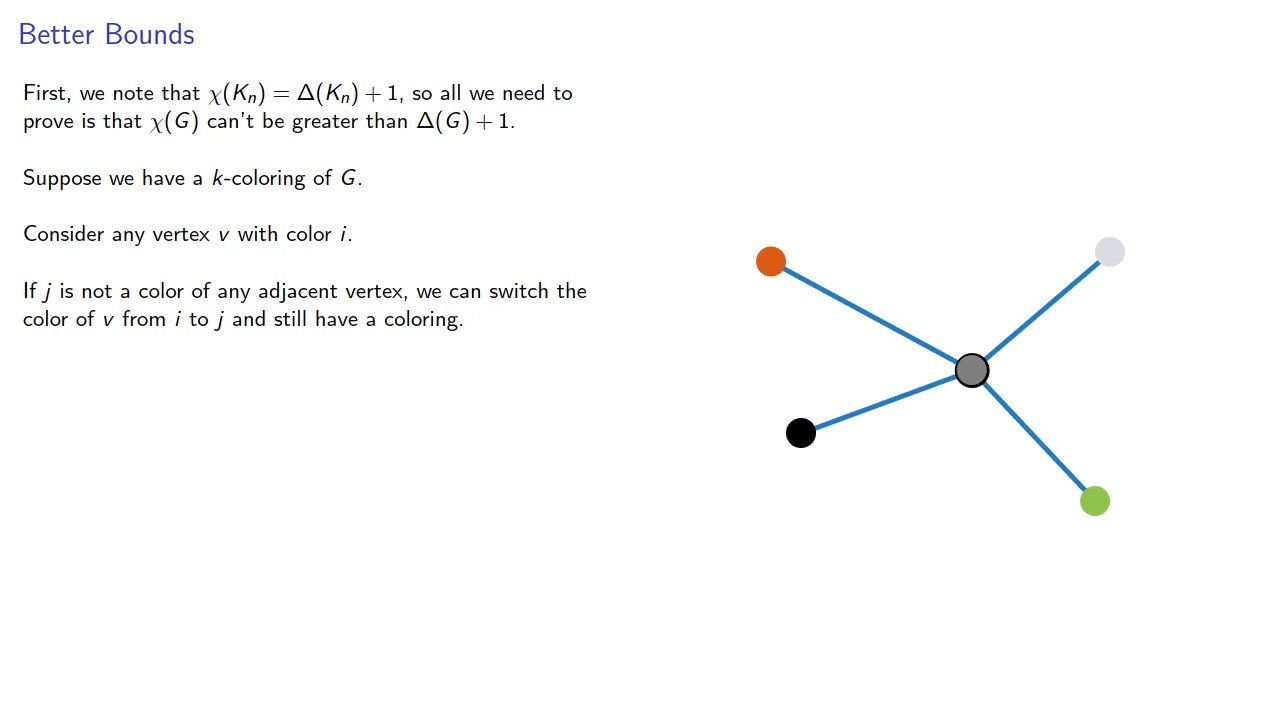 Better Bounds
First, we note that χ(Kₙ) = Δ(Kₙ) + 1, so all we need to
prove is that χ(G) can't be greater than Δ(G) + 1.
Suppose we have a k-coloring of G.
Consider any vertex v with color i.
If j is not a color of any adjacent vertex, we can switch the
color of v from i to j and still have a coloring.